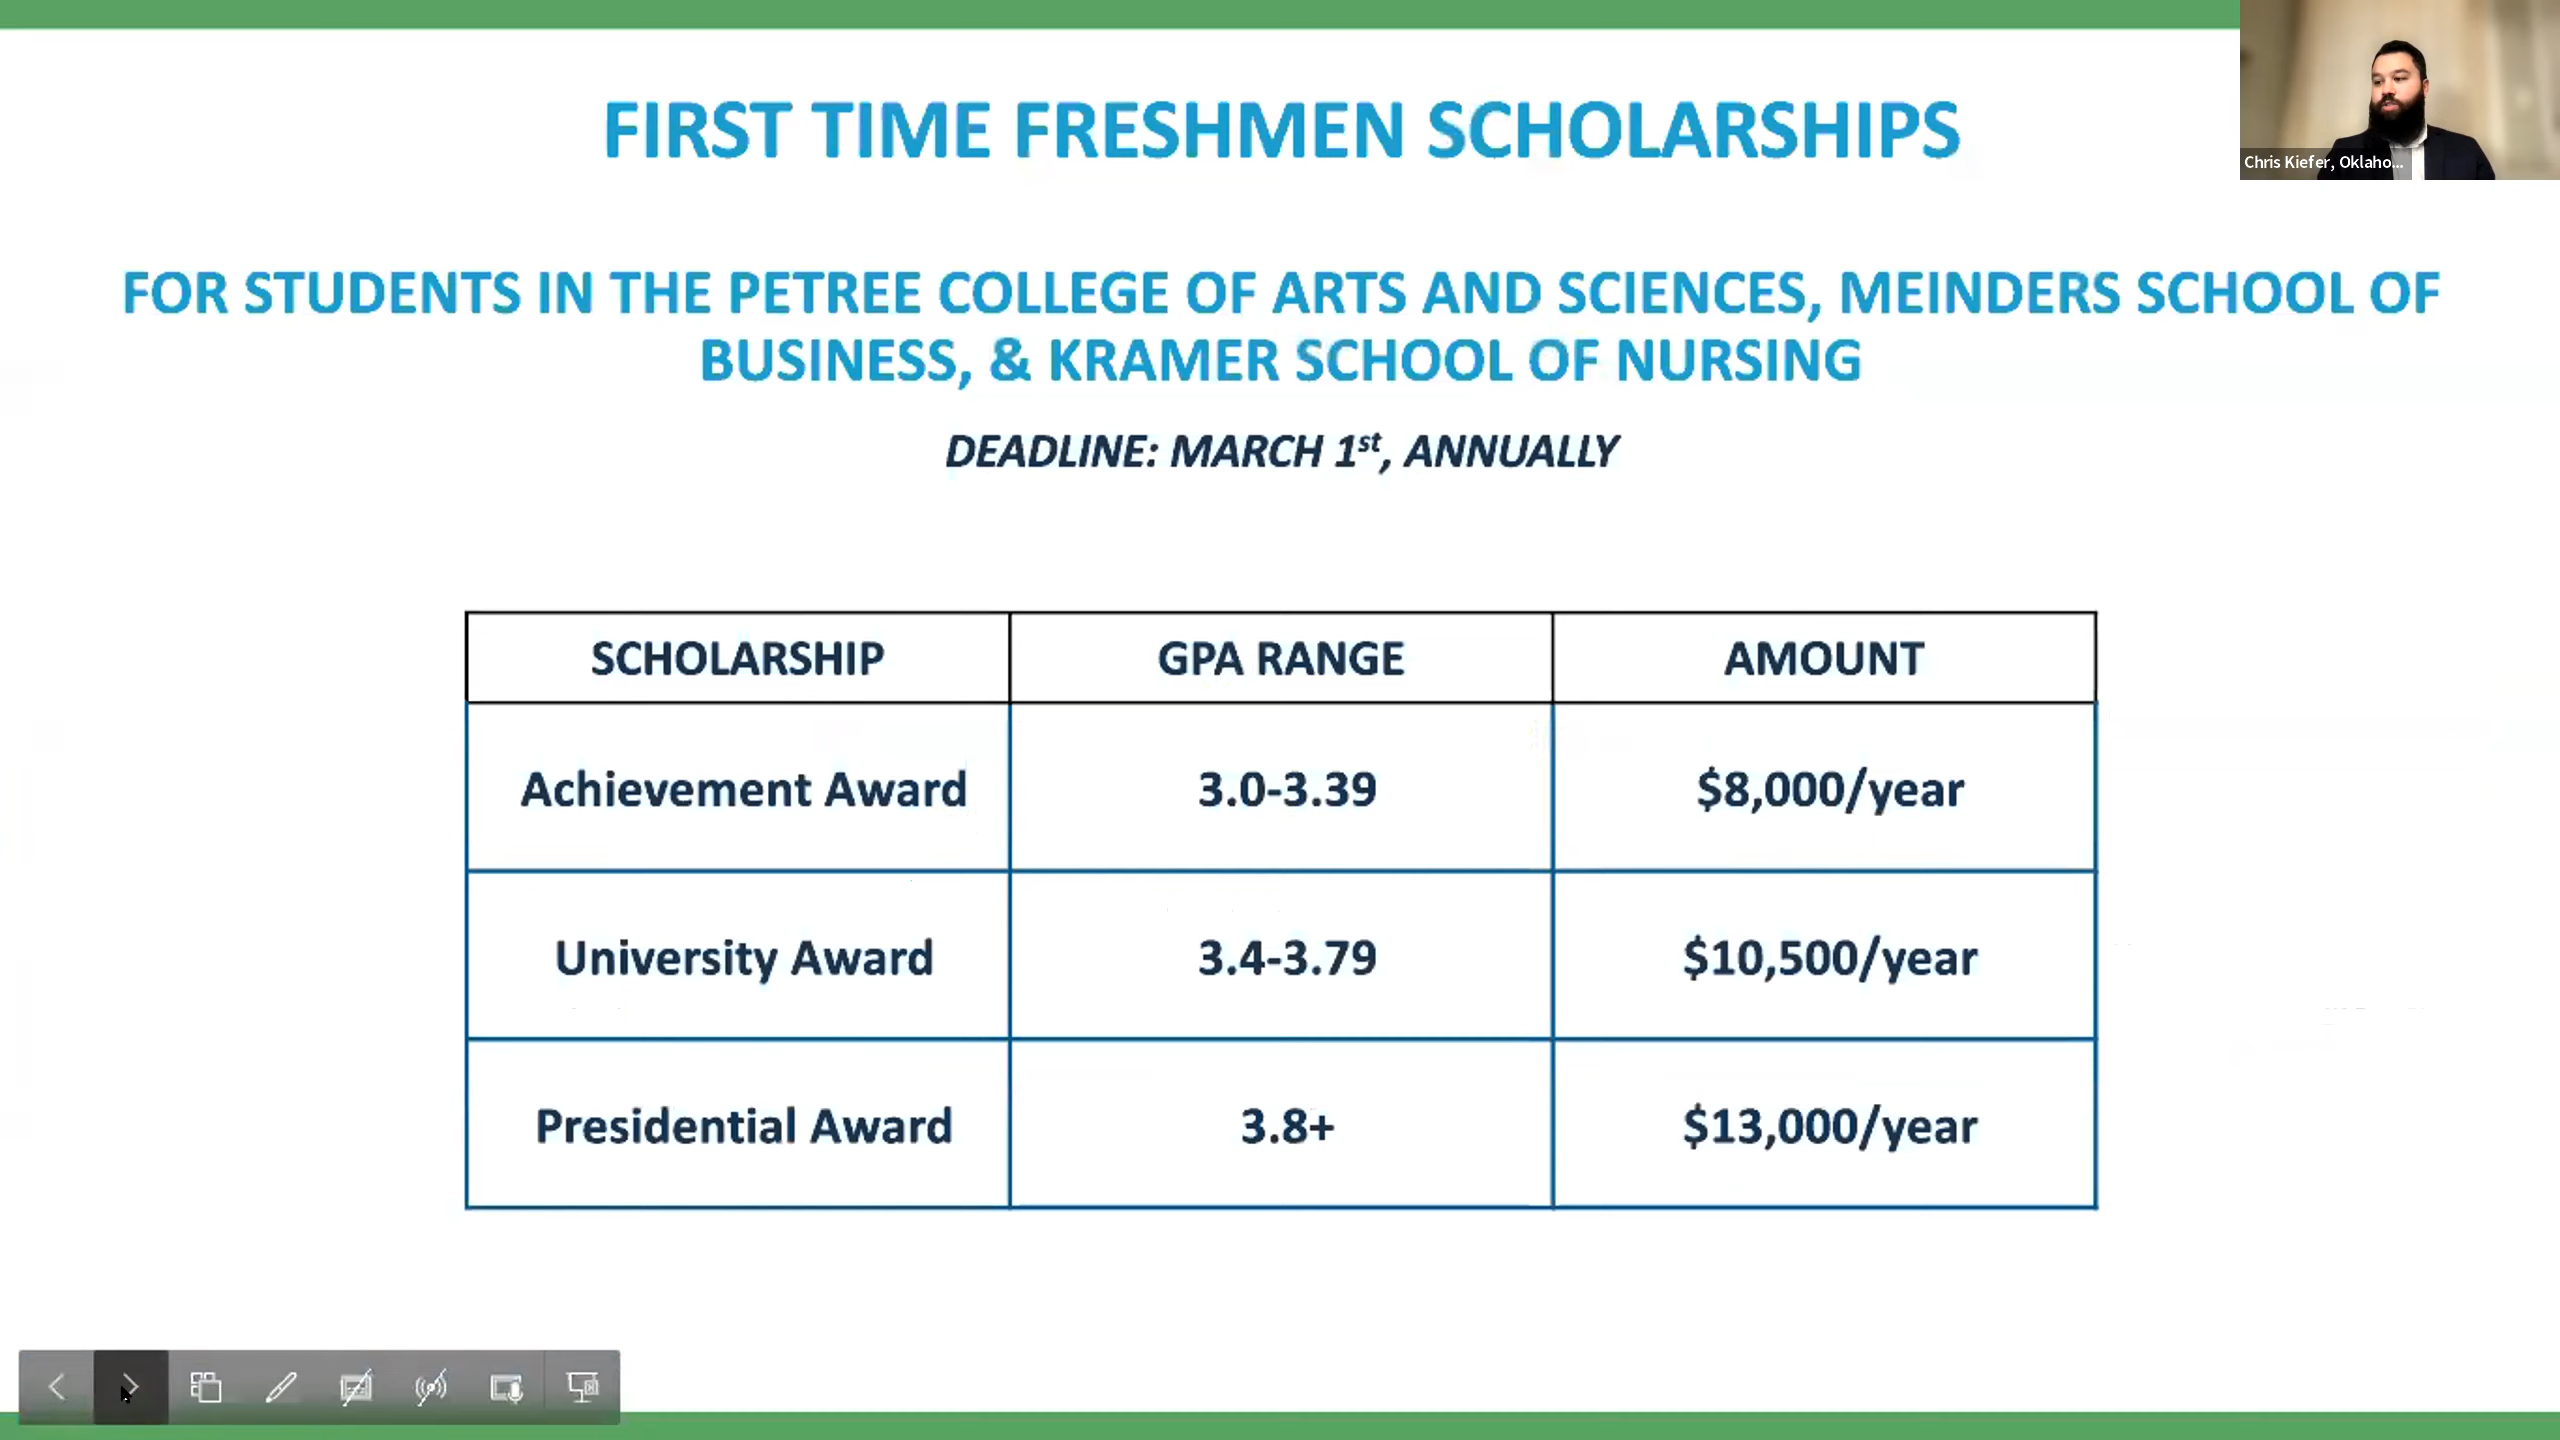 FIRST TIME FRESHMEN SCHOLARSHIPS
Chris Kiefer, Oklaho...
FOR STUDENTS IN THE PETREE COLLEGE OF ARTS AND SCIENCES, MEINDERS SCHOOL OF
BUSINESS, & KRAMER SCHOOL OF NURSING
DEADLINE: MARCH 1st, ANNUALLY
SCHOLARSHIP GPA RANGE AMOUNT
Achievement Award 3.0-3.39 $8,000/year
University Award 3.4-3.79 $10,500/year
Presidential Award 3.8+ $13,000/year